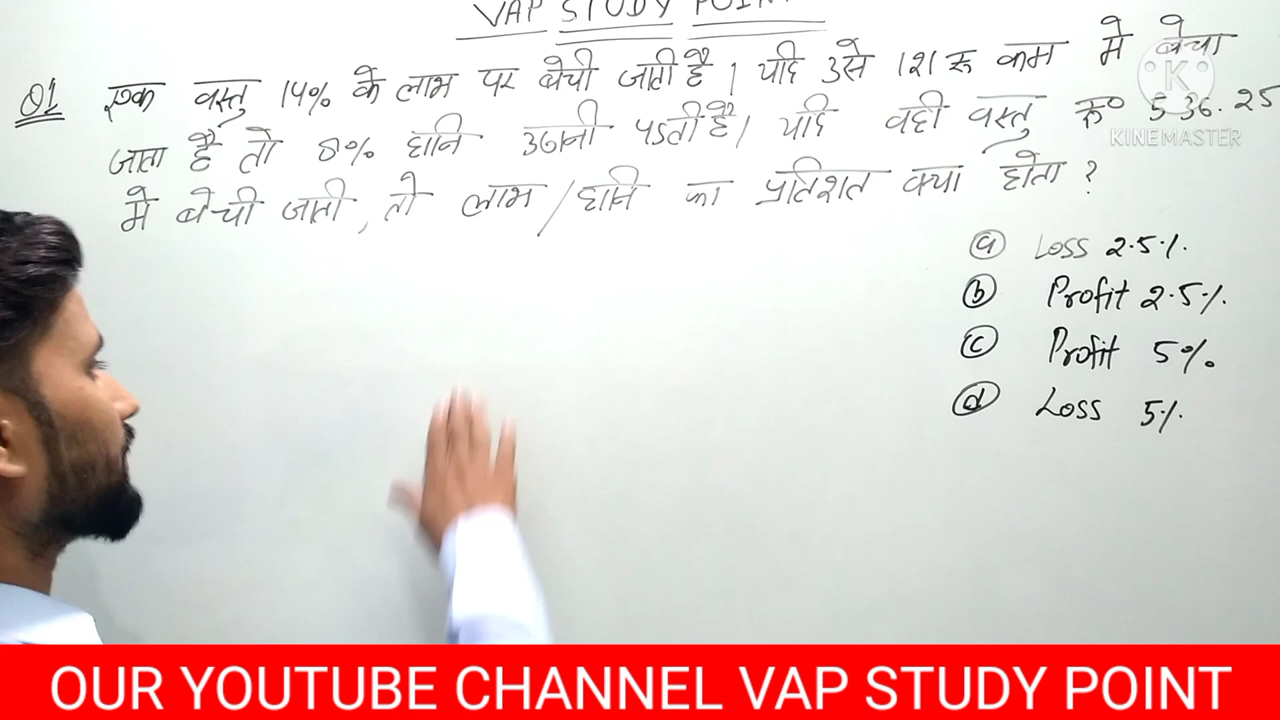 VAP STUDY POINT
Q1 एक वस्तु 14% के लाभ पर बेची जाती है। यदि उसे 121 रू कम मे बेचा
जाता है तो 8% हानि उठानी पडती है। यदि वही वस्तु रू० 536.25
मे बेची जाती, तो लाभ/हानि का प्रतिशत क्या होता?
(a) Loss 2.5%
(b) Profit 2.5%
(c) Profit 5%
(d) Loss 5%
K
KINEMASTER
OUR YOUTUBE CHANNEL VAP STUDY POINT